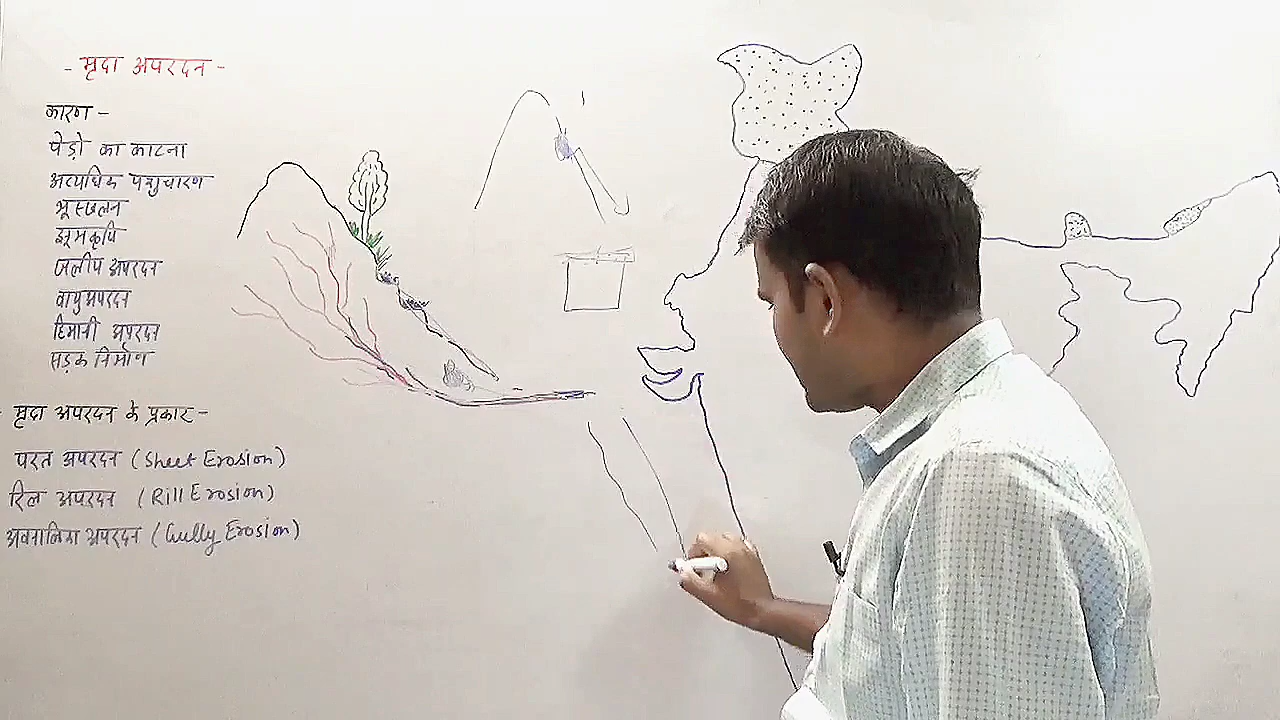 - मृदा अपरदन -
कारण -
पेड़ो का काटना
अत्यधिक पशुचारण
भूस्खलन
झूम कृषि
जलीय अपरदन
वायु अपरदन
हिमानी अपरदन
सड़क निर्माण
- मृदा अपरदन के प्रकार -
परत अपरदन (Sheet Erosion)
रिल अपरदन (Rill Erosion)
अवनालिका अपरदन (Gully Erosion)